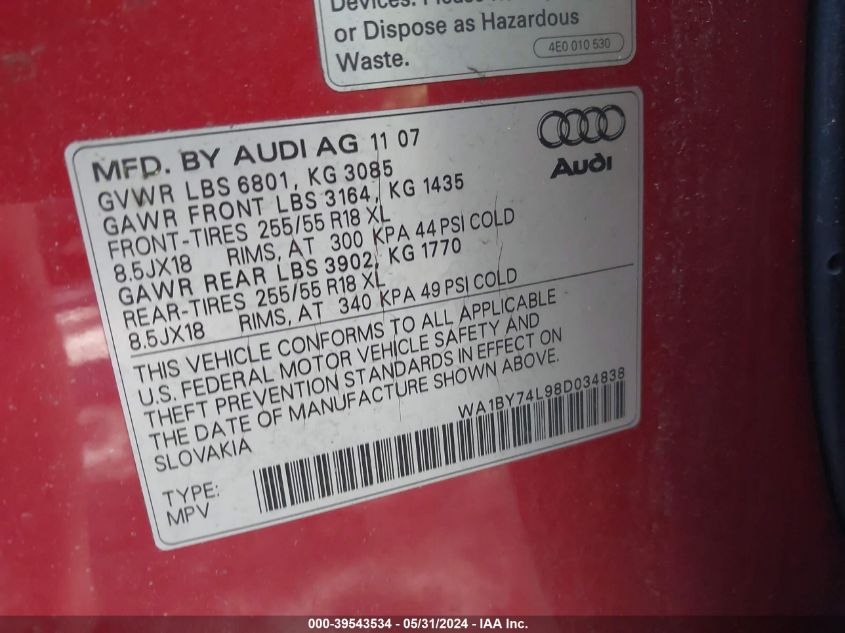 or Dispose as Hazardous
Waste.
4E0 010 530
MFD. BY AUDI AG 11 07
Audi
GVWR LBS 6801, KG 3085
GAWR FRONT LBS 3164, KG 1435
FRONT-TIRES 255/55 R18 XL
8.5JX18 RIMS, AT 300 KPA 44 PSI COLD
GAWR REAR LBS 3902, KG 1770
REAR-TIRES 255/55 R18 XL
8.5JX18 RIMS, AT 340 KPA 49 PSI COLD
THIS VEHICLE CONFORMS TO ALL APPLICABLE
U.S. FEDERAL MOTOR VEHICLE SAFETY AND
THEFT PREVENTION STANDARDS IN EFFECT ON
THE DATE OF MANUFACTURE SHOWN ABOVE.
SLOVAKIA
WA1BY74L98D034838
TYPE:
MPV
000-39543534 - 05/31/2024 - IAA Inc.